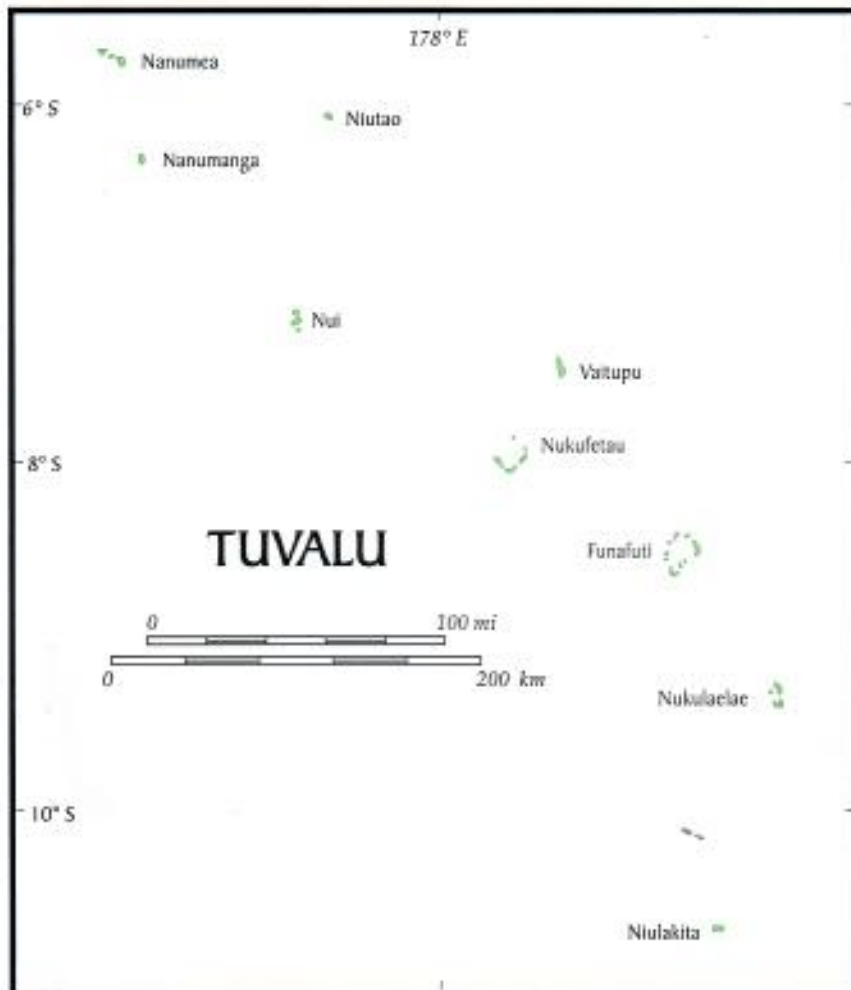 178° E
Nanumea
6° S
Niutao
Nanumanga
Nui
Vaitupu
Nukufetau
8° S
TUVALU
Funafuti
0 100 mi
0 200 km
Nukulaelae
10° S
Niulakita